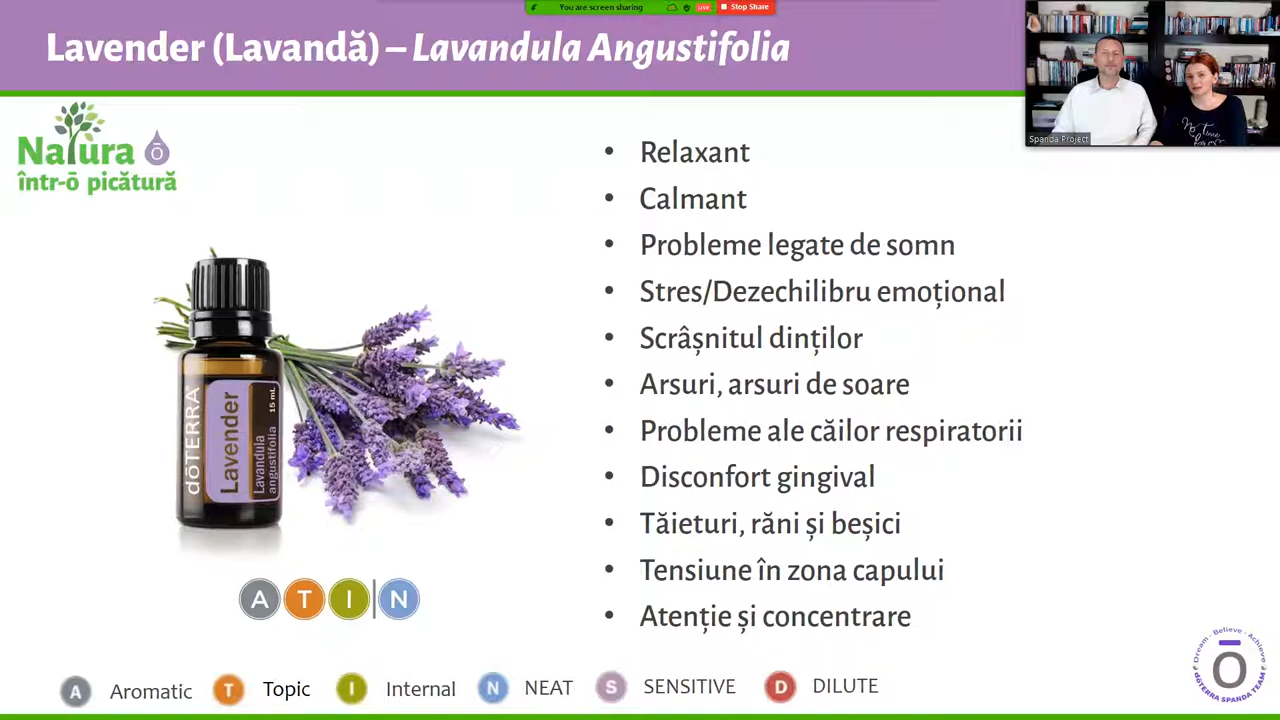 You are screen sharing
LIVE
Stop Share
Lavender (Lavandă) – Lavandula Angustifolia
Spanda Project
Natura ō
într-ō picătură
• Relaxant
• Calmant
• Probleme legate de somn
• Stres/Dezechilibru emoțional
• Scrâșnitul dinților
• Arsuri, arsuri de soare
• Probleme ale căilor respiratorii
• Disconfort gingival
• Tăieturi, răni și beșici
• Tensiune în zona capului
• Atenție și concentrare
dōTERRA
Lavender
15 mL
Lavandula
angustifolia
A T I N
A Aromatic T Topic I Internal N NEAT S SENSITIVE D DILUTE
Dream · Believe · Achieve
ō
dōTERRA SPANDA TEAM